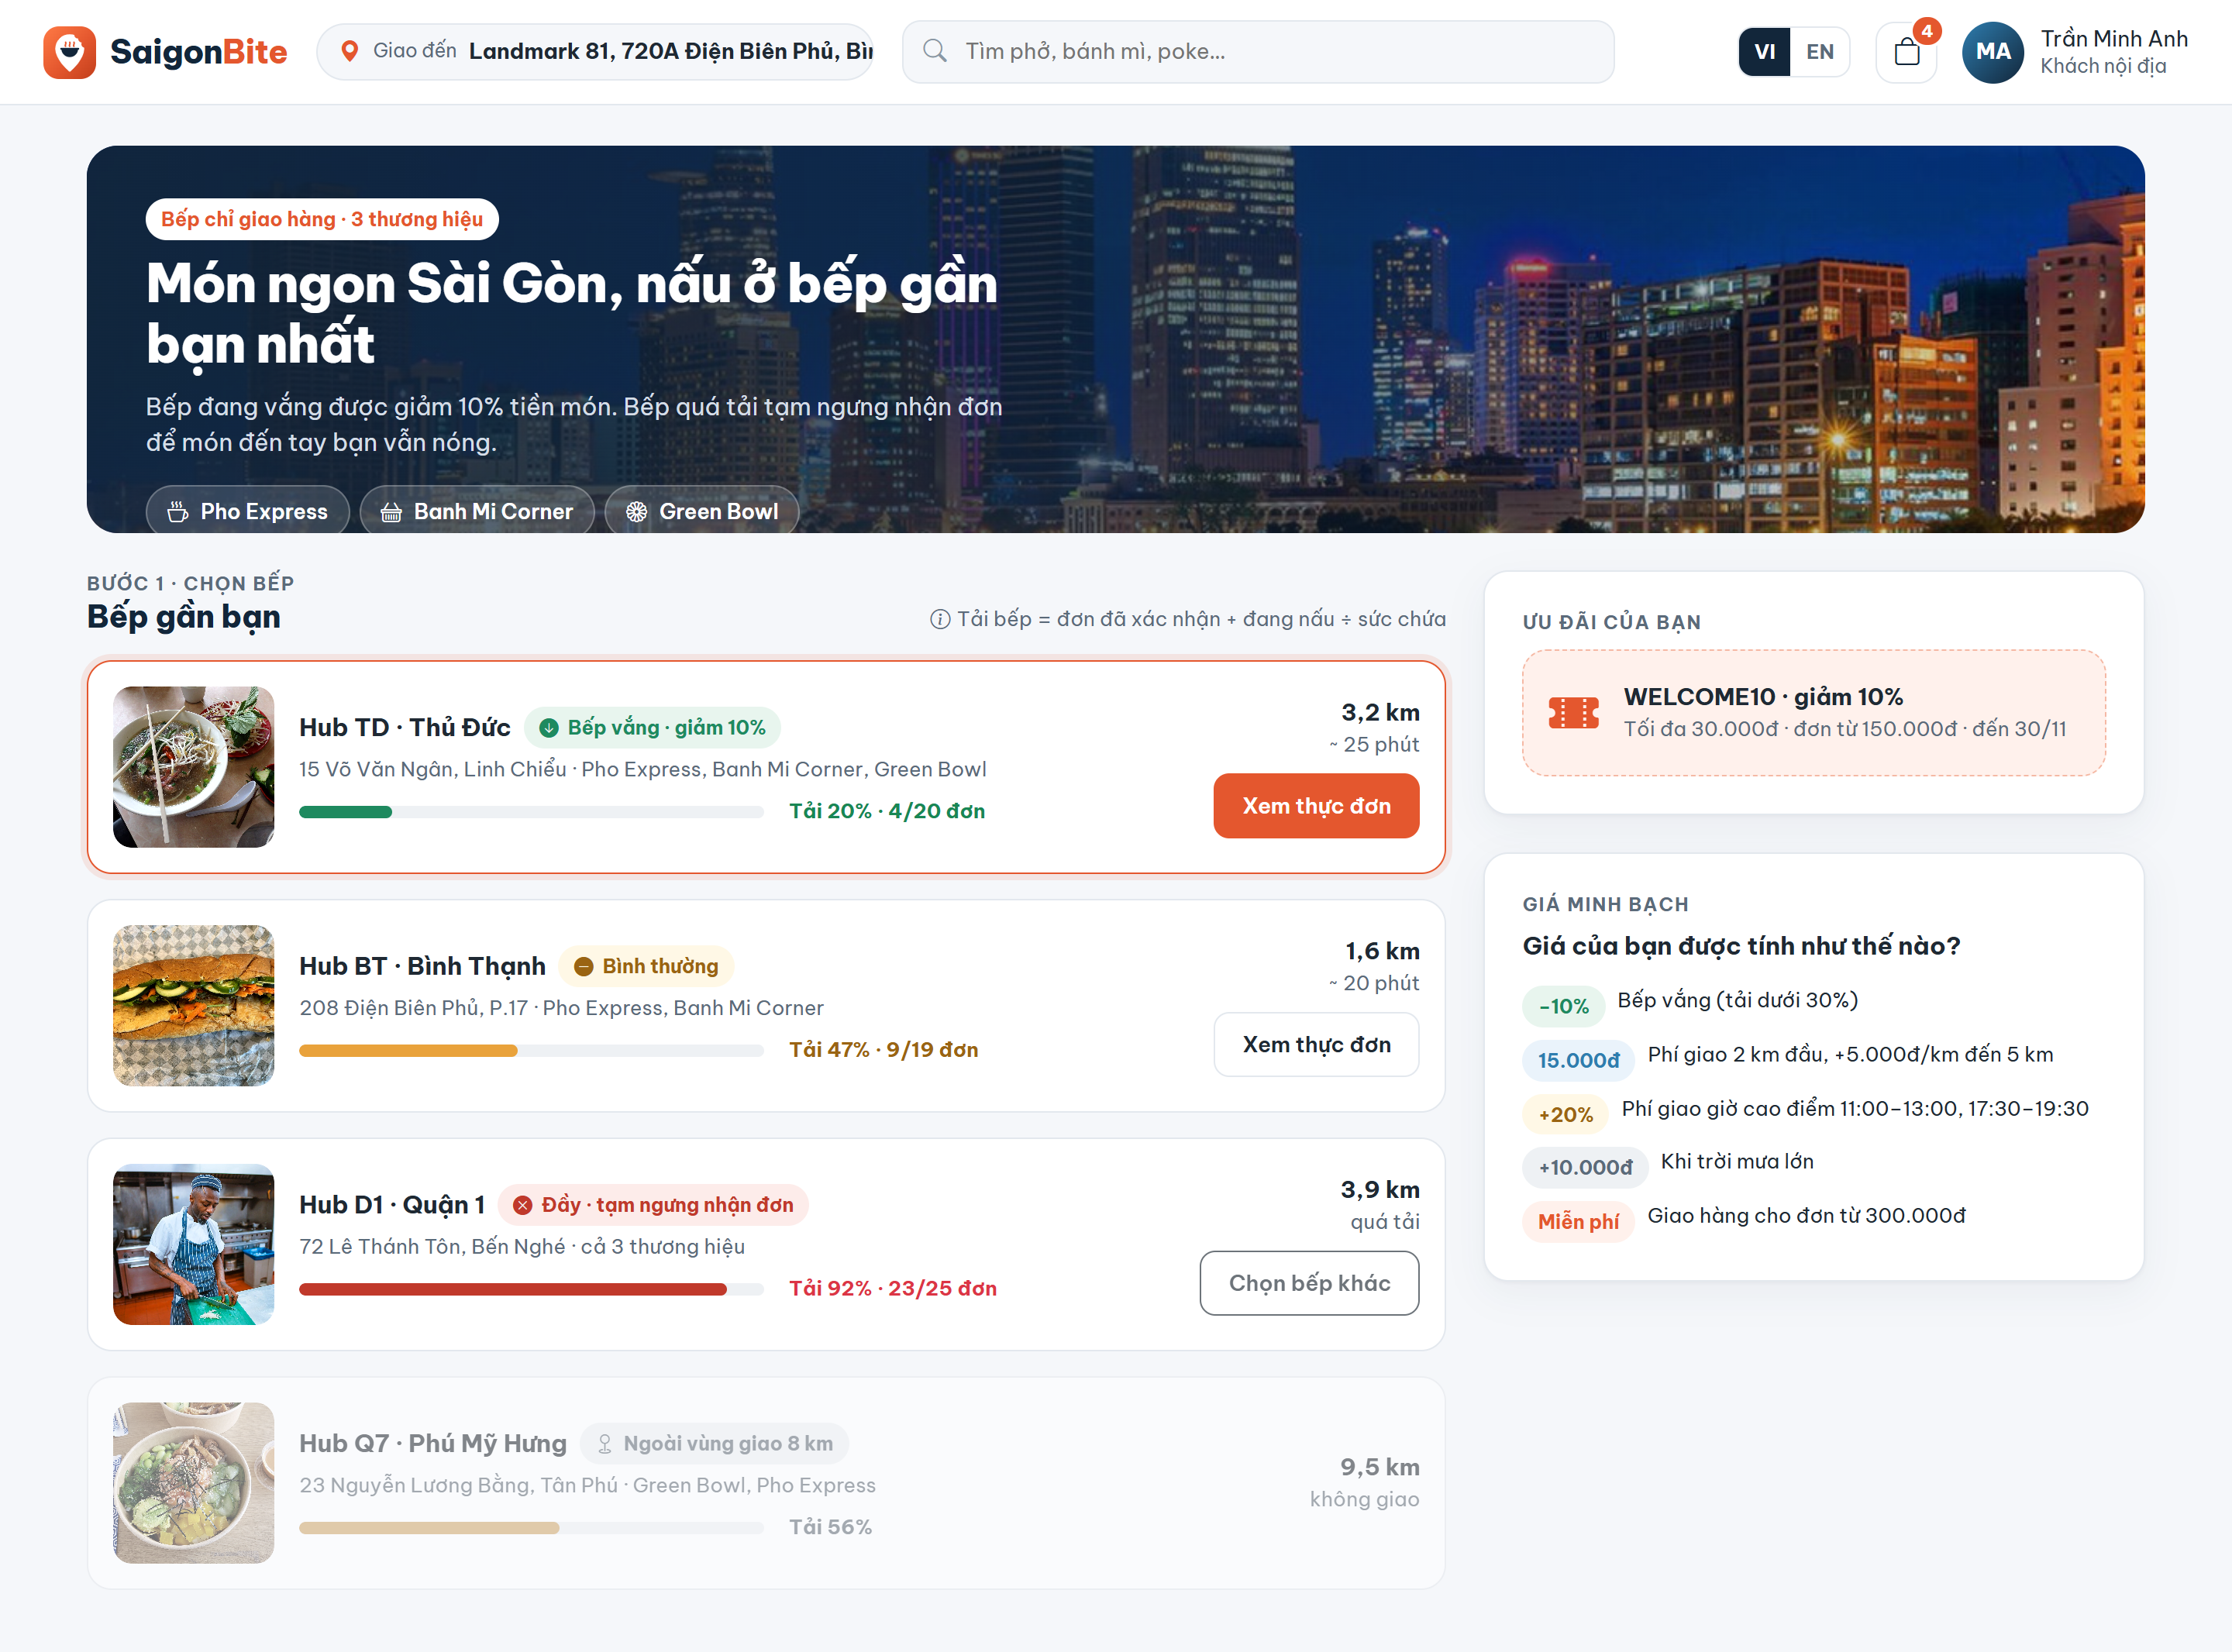 SaigonBite
Giao đến Landmark 81, 720A Điện Biên Phủ,
Tìm phở, bánh mì, poke...
VI EN
4
MA
Trần Minh Anh
Khách nội địa
Bếp chỉ giao hàng · 3 thương hiệu
Món ngon Sài Gòn, nấu ở bếp gần
bạn nhất
Bếp đang vắng được giảm 10% tiền món. Bếp quá tải tạm ngưng nhận đơn
để món đến tay bạn vẫn nóng.
Pho Express
Banh Mi Corner
Green Bowl
BƯỚC 1 · CHỌN BẾP
Bếp gần bạn
Tải bếp = đơn đã xác nhận + đang nấu ÷ sức chứa
Hub TD · Thủ Đức
Bếp vắng · giảm 10%
15 Võ Văn Ngân, Linh Chiểu · Pho Express, Banh Mi Corner, Green Bowl
Tải 20% · 4/20 đơn
3,2 km
~ 25 phút
Xem thực đơn
Hub BT · Bình Thạnh
Bình thường
208 Điện Biên Phủ, P.17 · Pho Express, Banh Mi Corner
Tải 47% · 9/19 đơn
1,6 km
~ 20 phút
Xem thực đơn
Hub D1 · Quận 1
Đầy · tạm ngưng nhận đơn
72 Lê Thánh Tôn, Bến Nghé · cả 3 thương hiệu
Tải 92% · 23/25 đơn
3,9 km
quá tải
Chọn bếp khác
Hub Q7 · Phú Mỹ Hưng
Ngoài vùng giao 8 km
23 Nguyễn Lương Bằng, Tân Phú · Green Bowl, Pho Express
Tải 56%
9,5 km
không giao
ƯU ĐÃI CỦA BẠN
WELCOME10 · giảm 10%
Tối đa 30.000đ · đơn từ 150.000đ · đến 30/11
GIÁ MINH BẠCH
Giá của bạn được tính như thế nào?
−10% Bếp vắng (tải dưới 30%)
15.000đ Phí giao 2 km đầu, +5.000đ/km đến 5 km
+20% Phí giao giờ cao điểm 11:00–13:00, 17:30–19:30
+10.000đ Khi trời mưa lớn
Miễn phí Giao hàng cho đơn từ 300.000đ